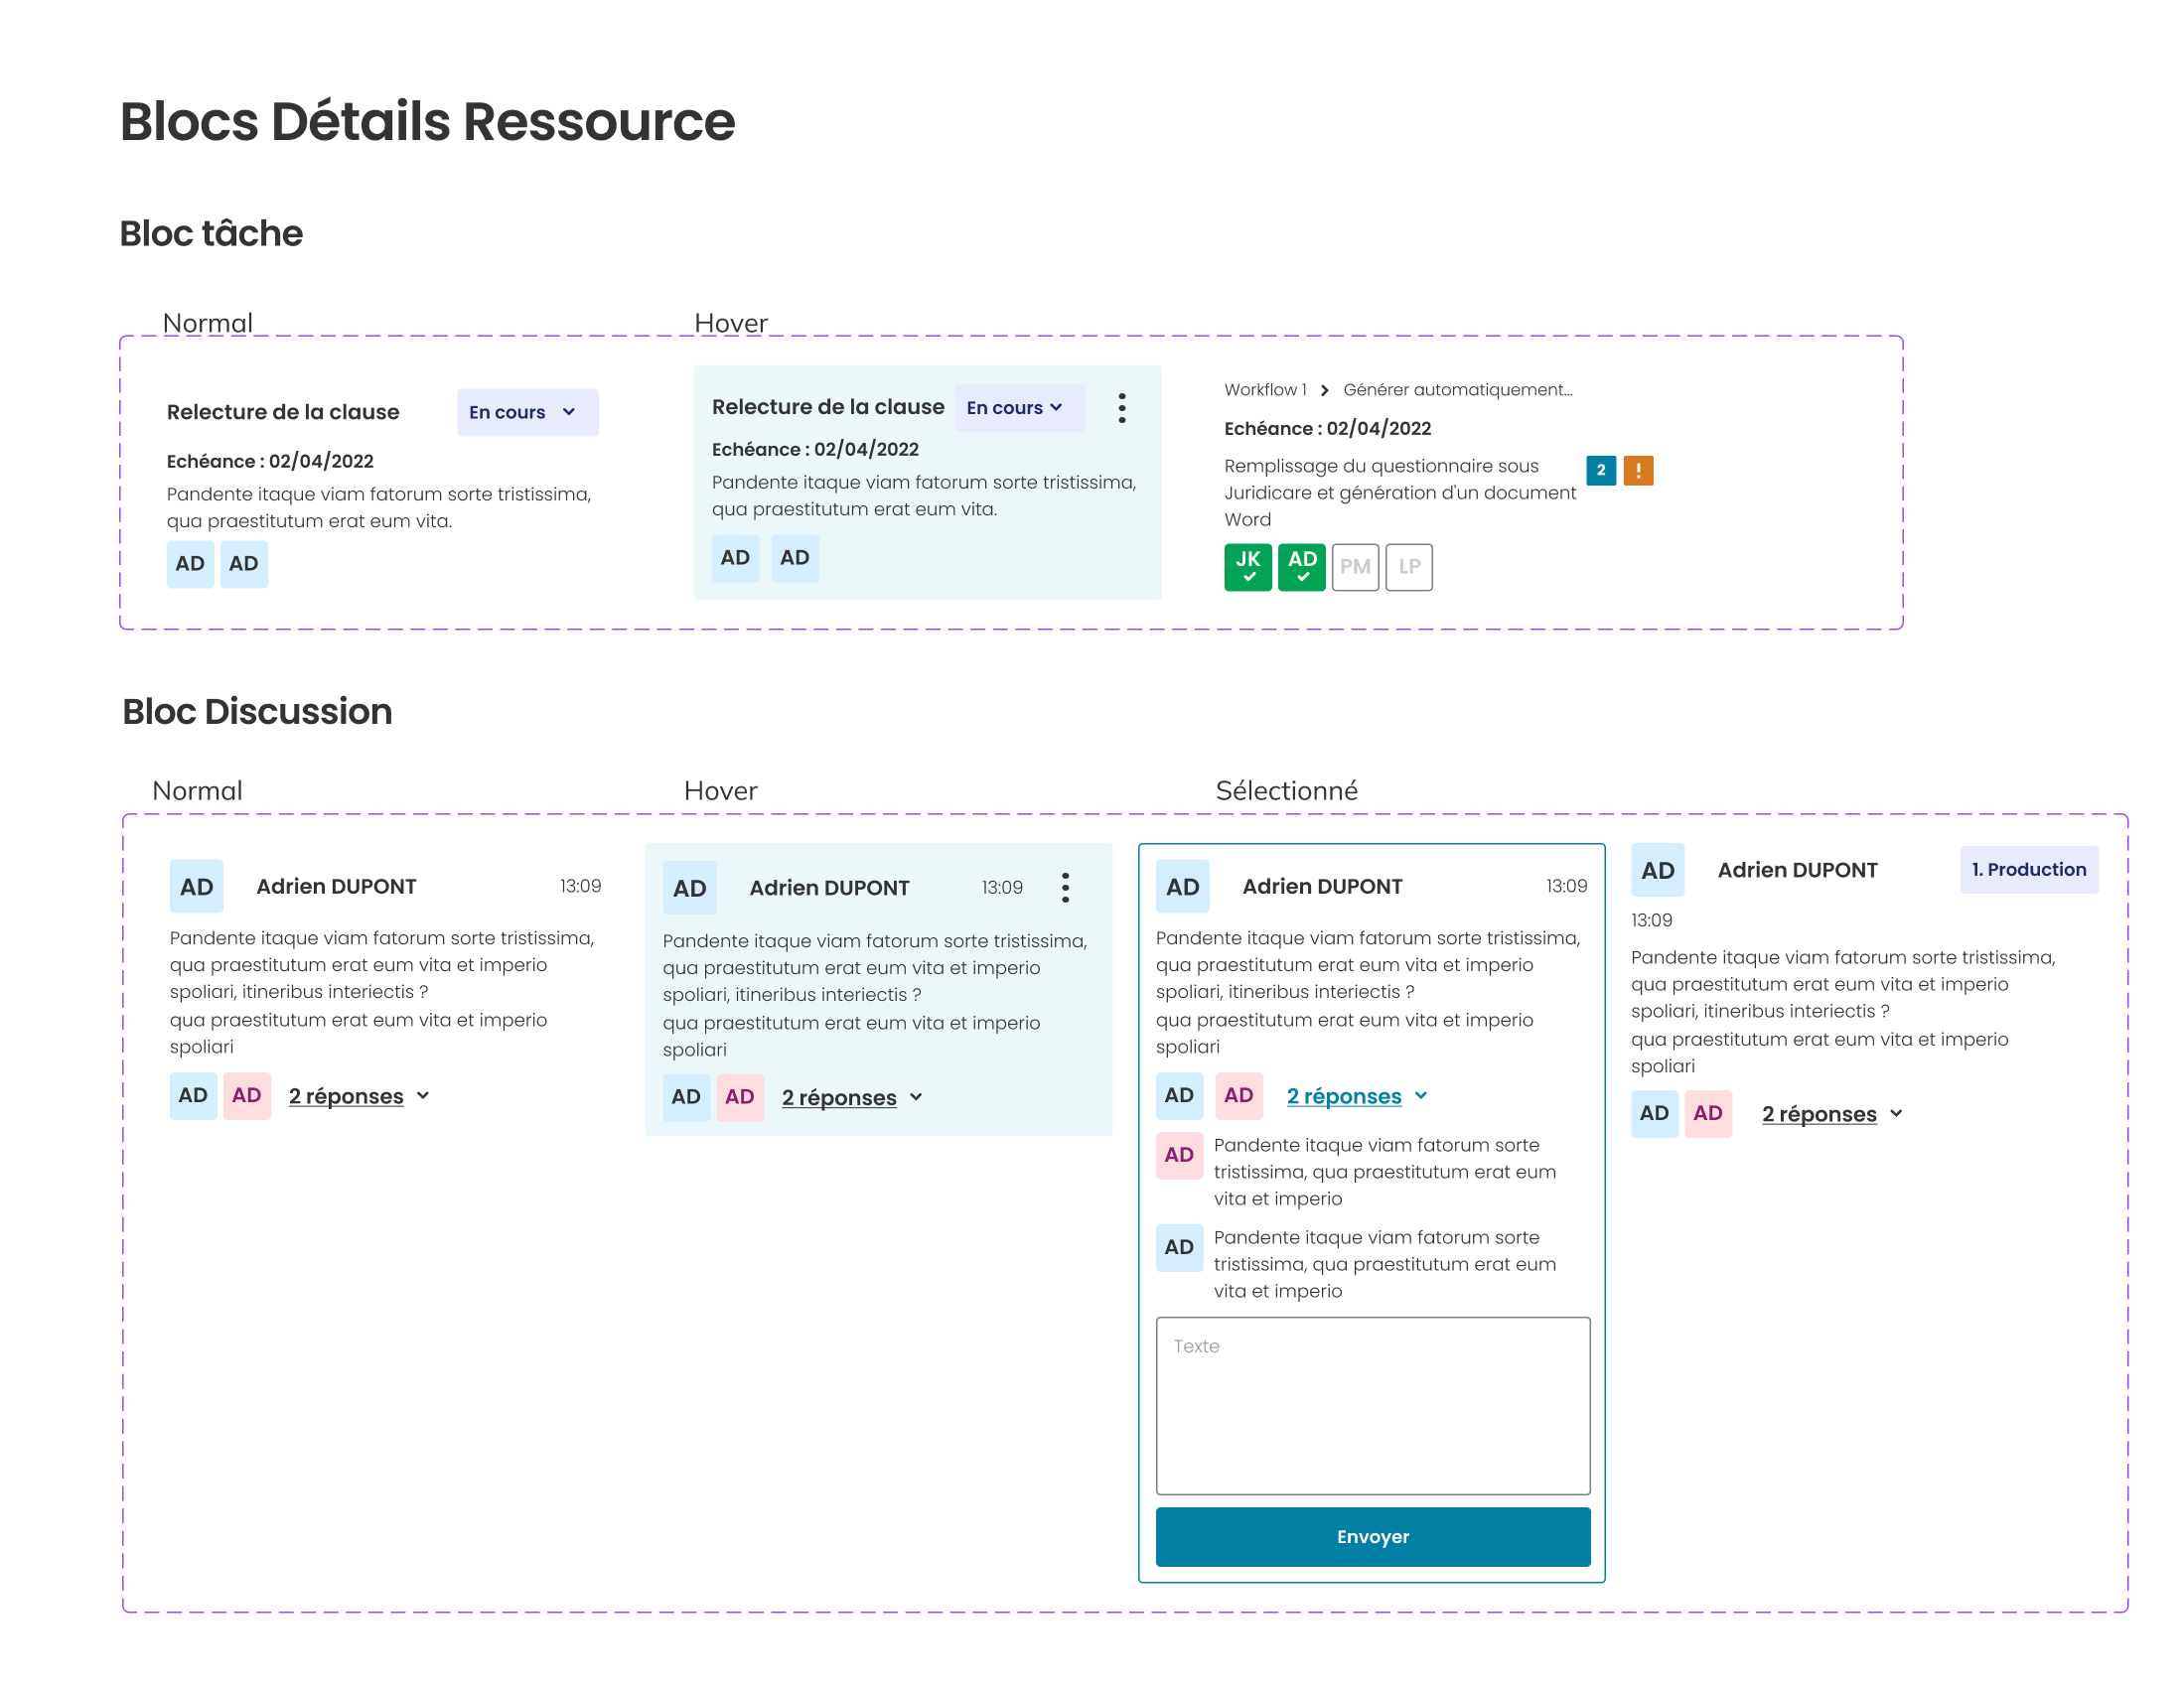 Blocs Détails Ressource
Bloc tâche
Normal
Hover
Relecture de la clause
En cours
Echéance : 02/04/2022
Pandente itaque viam fatorum sorte tristissima,
qua praestitutum erat eum vita.
AD AD
Relecture de la clause
En cours
Echéance : 02/04/2022
Pandente itaque viam fatorum sorte tristissima,
qua praestitutum erat eum vita.
AD AD
Workflow 1 > Générer automatiquement...
Echéance : 02/04/2022
Remplissage du questionnaire sous
Juridicare et génération d'un document
Word
2 !
JK AD PM LP
Bloc Discussion
Normal
Hover
Sélectionné
AD Adrien DUPONT 13:09
Pandente itaque viam fatorum sorte tristissima,
qua praestitutum erat eum vita et imperio
spoliari, itineribus interiectis ?
qua praestitutum erat eum vita et imperio
spoliari
AD AD 2 réponses
AD Adrien DUPONT 13:09
Pandente itaque viam fatorum sorte tristissima,
qua praestitutum erat eum vita et imperio
spoliari, itineribus interiectis ?
qua praestitutum erat eum vita et imperio
spoliari
AD AD 2 réponses
AD Adrien DUPONT 13:09
Pandente itaque viam fatorum sorte tristissima,
qua praestitutum erat eum vita et imperio
spoliari, itineribus interiectis ?
qua praestitutum erat eum vita et imperio
spoliari
AD AD 2 réponses
AD Pandente itaque viam fatorum sorte
tristissima, qua praestitutum erat eum
vita et imperio
AD Pandente itaque viam fatorum sorte
tristissima, qua praestitutum erat eum
vita et imperio
Texte
Envoyer
AD Adrien DUPONT 1. Production
13:09
Pandente itaque viam fatorum sorte tristissima,
qua praestitutum erat eum vita et imperio
spoliari, itineribus interiectis ?
qua praestitutum erat eum vita et imperio
spoliari
AD AD 2 réponses